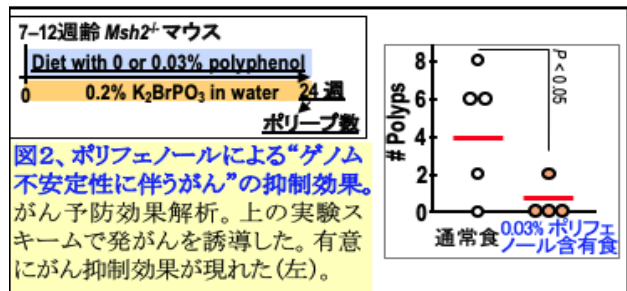 7–12週齢 Msh2-/-マウス
Diet with 0 or 0.03% polyphenol
0.2% K2BrPO3 in water
0
24 週
ポリープ数
図2、ポリフェノールによる“ゲノム
不安定性に伴うがん”の抑制効果。
がん予防効果解析。上の実験ス
キームで発がんを誘導した。有意
にがん抑制効果が現れた(左)。
# Polyps
8
6
4
2
0
P < 0.05
通常食
0.03% ポリフェ
ノール含有食